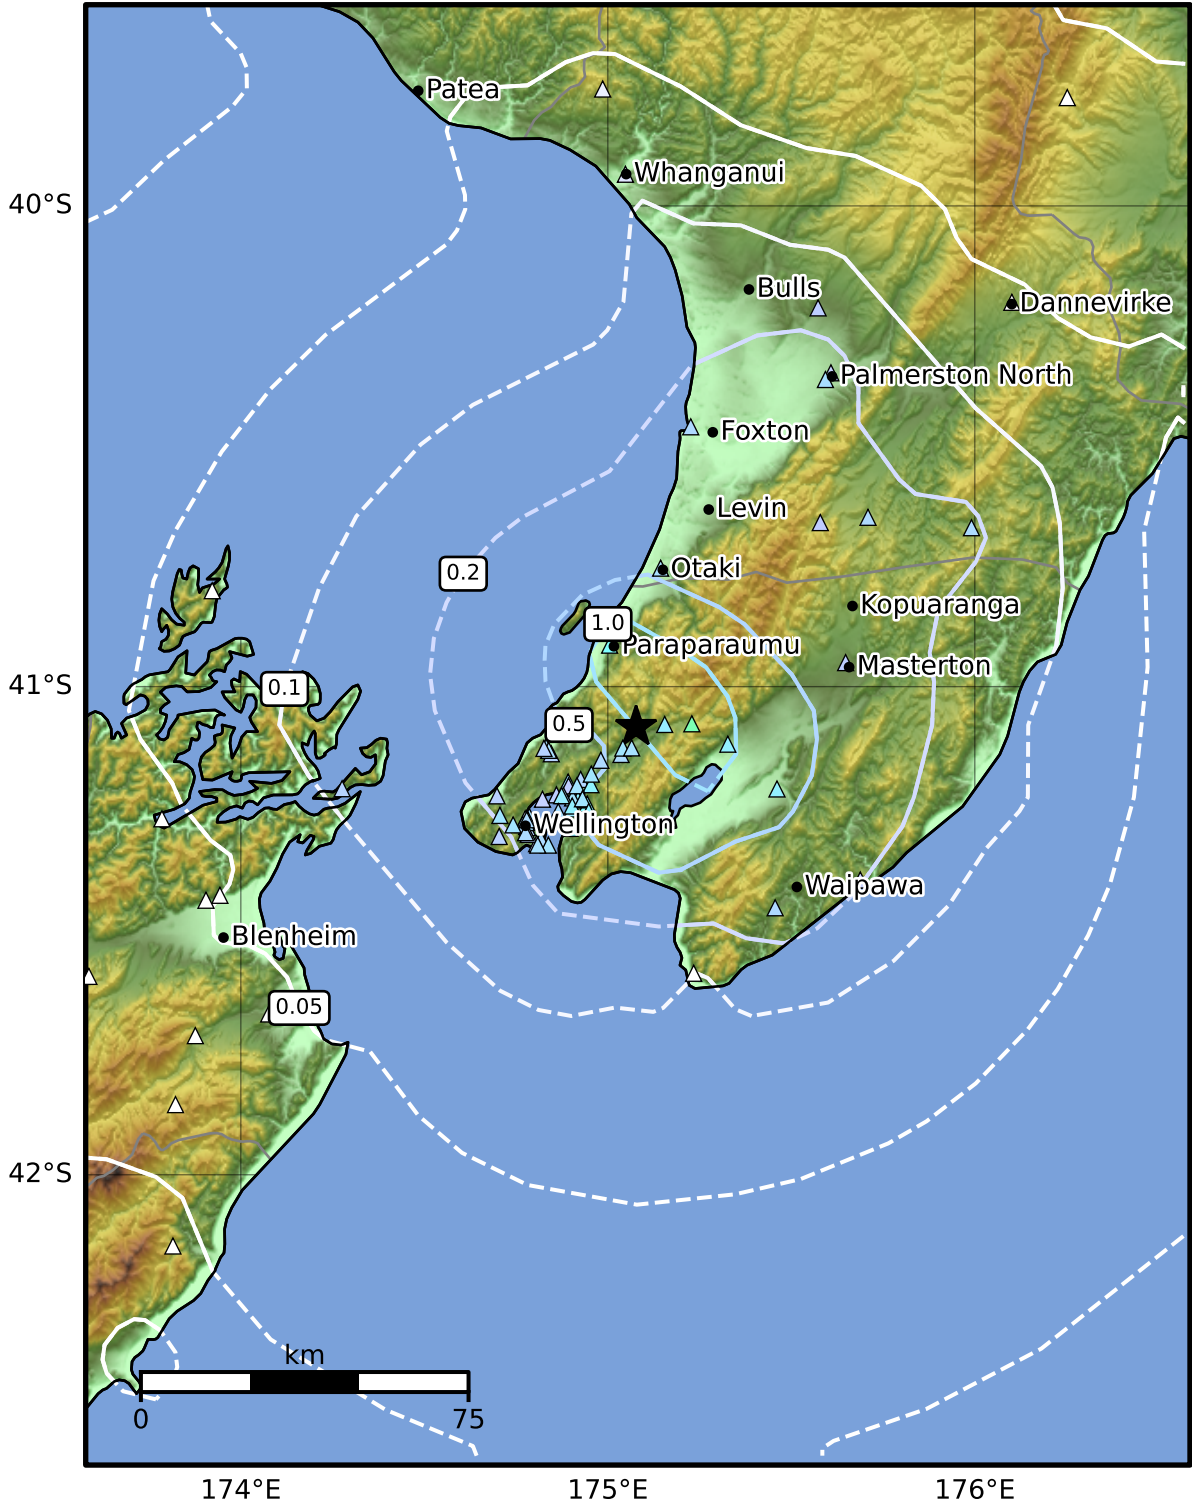 Patea
Whanganui
40°S
Bulls
Dannevirke
Palmerston North
Foxton
Levin
Otaki
0.2
Kopuaranga
1.0
Paraparaumu
Masterton
41°S
0.1
0.5
Wellington
Waipawa
Blenheim
0.05
42°S
km
0
75
174°E
175°E
176°E